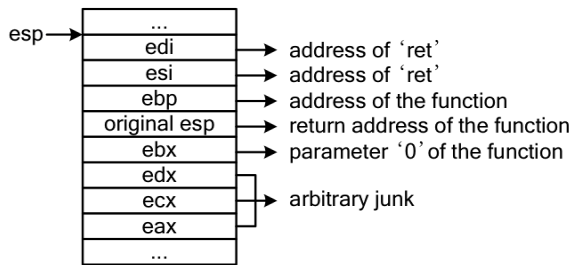 ...
esp
edi address of ‘ret’
esi address of ‘ret’
ebp address of the function
original esp return address of the function
ebx parameter ‘0’ of the function
edx
ecx arbitrary junk
eax
...